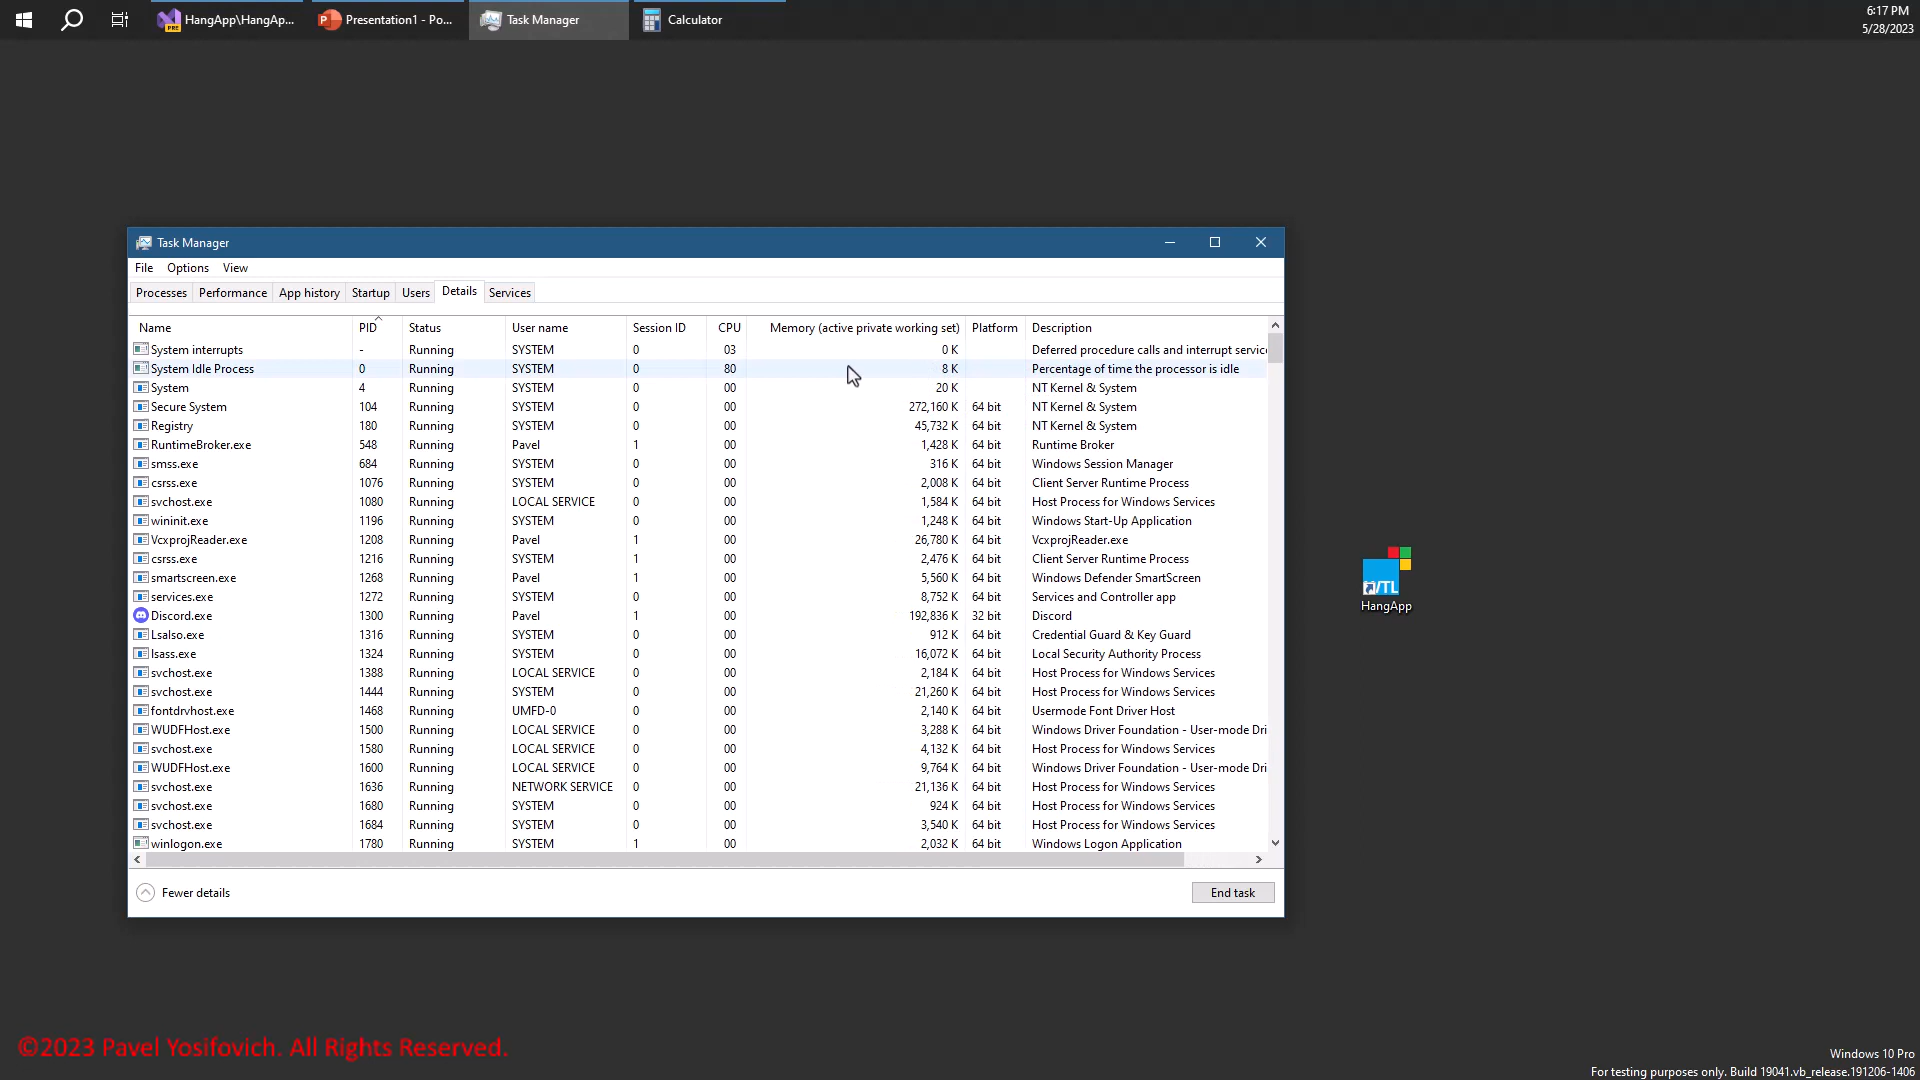 HangApp\HangAp...
Presentation1 - Po...
Task Manager
Calculator
6:17 PM
5/28/2023
Task Manager
File Options View
Processes Performance App history Startup Users Details Services
Name PID Status User name Session ID CPU Memory (active private working set) Platform Description
System interrupts - Running SYSTEM 0 03 0 K Deferred procedure calls and interrupt servic
System Idle Process 0 Running SYSTEM 0 80 8 K Percentage of time the processor is idle
System 4 Running SYSTEM 0 00 20 K NT Kernel & System
Secure System 104 Running SYSTEM 0 00 272,160 K 64 bit NT Kernel & System
Registry 180 Running SYSTEM 0 00 45,732 K 64 bit NT Kernel & System
RuntimeBroker.exe 548 Running Pavel 1 00 1,428 K 64 bit Runtime Broker
smss.exe 684 Running SYSTEM 0 00 316 K 64 bit Windows Session Manager
csrss.exe 1076 Running SYSTEM 0 00 2,008 K 64 bit Client Server Runtime Process
svchost.exe 1080 Running LOCAL SERVICE 0 00 1,584 K 64 bit Host Process for Windows Services
wininit.exe 1196 Running SYSTEM 0 00 1,248 K 64 bit Windows Start-Up Application
VcxprojReader.exe 1208 Running Pavel 1 00 26,780 K 64 bit VcxprojReader.exe
csrss.exe 1216 Running SYSTEM 1 00 2,476 K 64 bit Client Server Runtime Process
smartscreen.exe 1268 Running Pavel 1 00 5,560 K 64 bit Windows Defender SmartScreen
services.exe 1272 Running SYSTEM 0 00 8,752 K 64 bit Services and Controller app
Discord.exe 1300 Running Pavel 1 00 192,836 K 32 bit Discord
LsaIso.exe 1316 Running SYSTEM 0 00 912 K 64 bit Credential Guard & Key Guard
lsass.exe 1324 Running SYSTEM 0 00 16,072 K 64 bit Local Security Authority Process
svchost.exe 1388 Running LOCAL SERVICE 0 00 2,184 K 64 bit Host Process for Windows Services
svchost.exe 1444 Running SYSTEM 0 00 21,260 K 64 bit Host Process for Windows Services
fontdrvhost.exe 1468 Running UMFD-0 0 00 2,140 K 64 bit Usermode Font Driver Host
WUDFHost.exe 1500 Running LOCAL SERVICE 0 00 3,288 K 64 bit Windows Driver Foundation - User-mode Dri
svchost.exe 1580 Running LOCAL SERVICE 0 00 4,132 K 64 bit Host Process for Windows Services
WUDFHost.exe 1600 Running LOCAL SERVICE 0 00 9,764 K 64 bit Windows Driver Foundation - User-mode Dri
svchost.exe 1636 Running NETWORK SERVICE 0 00 21,136 K 64 bit Host Process for Windows Services
svchost.exe 1680 Running SYSTEM 0 00 924 K 64 bit Host Process for Windows Services
svchost.exe 1684 Running SYSTEM 0 00 3,540 K 64 bit Host Process for Windows Services
winlogon.exe 1780 Running SYSTEM 1 00 2,032 K 64 bit Windows Logon Application
Fewer details
End task
WTL
HangApp
©2023 Pavel Yosifovich. All Rights Reserved.
Windows 10 Pro
For testing purposes only. Build 19041.vb_release.191206-1406